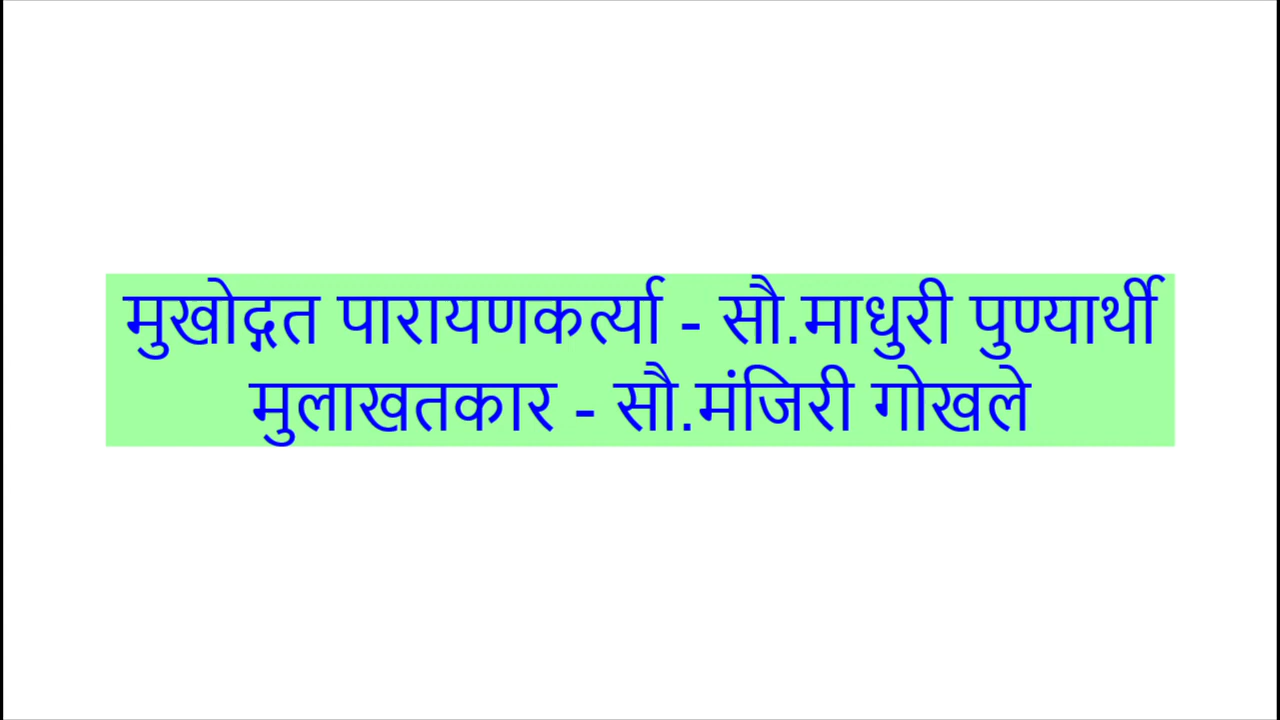 मुखोद्गत पारायणकर्त्या - सौ.माधुरी पुण्यार्थी
मुलाखतकार - सौ.मंजिरी गोखले